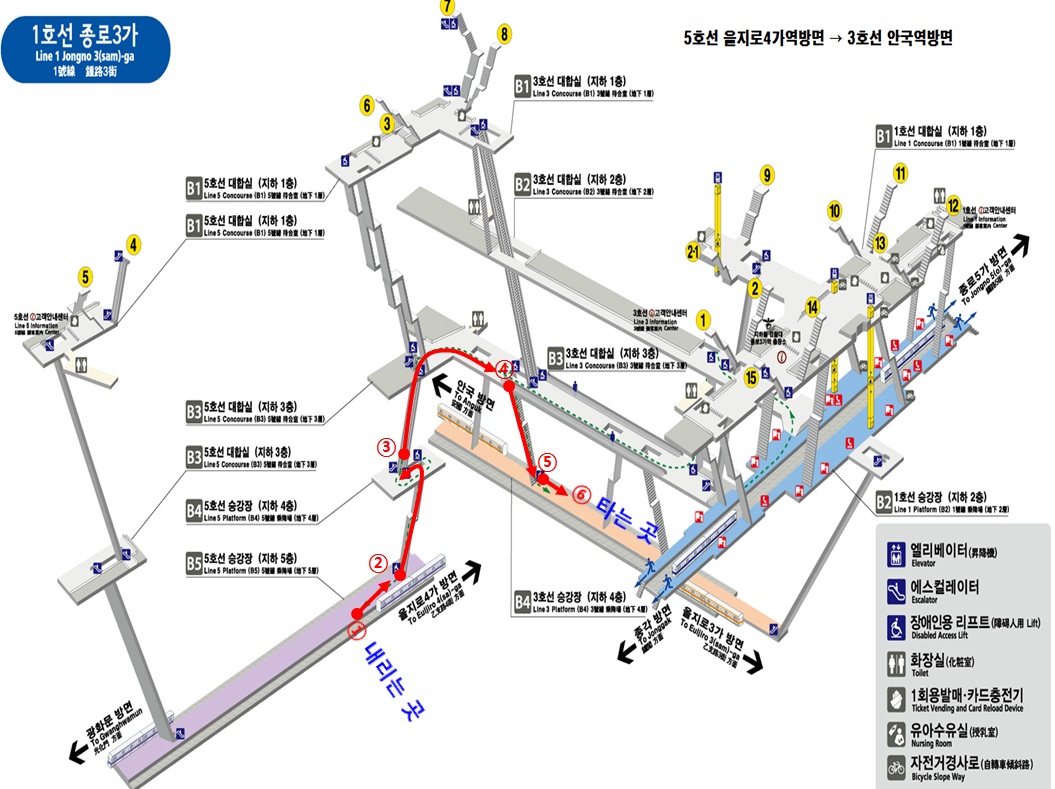 1호선 종로3가
Line 1 Jongno 3(sam)-ga
1號線 鍾路3街
5호선 을지로4가역방면 → 3호선 안국역방면
7
8
6
3
B1 3호선 대합실 (지하 1층)
Line 3 Concourse (B1) 3號線 待合室 (地下 1層)
B1 1호선 대합실 (지하 1층)
Line 1 Concourse (B1) 1號線 待合室 (地下 1層)
B1 5호선 대합실 (지하 1층)
Line 5 Concourse (B1) 5號線 待合室 (地下 1層)
B2 3호선 대합실 (지하 2층)
Line 3 Concourse (B2) 3號線 待合室 (地下 2層)
9
11
10
12
13
B1 5호선 대합실 (지하 1층)
Line 5 Concourse (B1) 5號線 待合室 (地下 1層)
1호선 고객안내센터
Line 1 Information Center
4
5
2-1
2
14
1
15
종로5가 방면
To Jongno 5(o)-ga
5호선 고객안내센터
Line 5 Information Center
3호선 고객안내센터
Line 3 Information Center
B3 3호선 대합실 (지하 3층)
Line 3 Concourse (B3) 3號線 待合室 (地下 3層)
안국 방면
To Anguk
安國 方面
B3 5호선 대합실 (지하 3층)
Line 5 Concourse (B3) 5號線 待合室 (地下 3層)
B3 5호선 대합실 (지하 3층)
Line 5 Concourse (B3) 5號線 待合室 (地下 3層)
④
③
⑤
⑥ 타는 곳
B4 5호선 승강장 (지하 4층)
Line 5 Platform (B4) 5號線 乘降場 (地下 4層)
B2 1호선 승강장 (지하 2층)
Line 1 Platform (B2) 1號線 乘降場 (地下 2層)
B5 5호선 승강장 (지하 5층)
Line 5 Platform (B5) 5號線 乘降場 (地下 5層)
②
①
내리는 곳
을지로4가 방면
To Euljiro 4(sa)-ga
乙支路4街 方面
B4 3호선 승강장 (지하 4층)
Line 3 Platform (B4) 3號線 乘降場 (地下 4層)
종각 방면
To Jonggak
鐘閣 方面
을지로3가 방면
To Euljiro 3(sam)-ga
乙支路3街 方面
광화문 방면
To Gwanghwamun
光化門 方面
엘리베이터(昇降機)
Elevator
에스컬레이터
Escalator
장애인용 리프트(障碍人用 Lift)
Disabled Access Lift
화장실(化粧室)
Toilet
1회용발매·카드충전기
Ticket Vending and Card Reload Device
유아수유실(授乳室)
Nursing Room
자전거경사로(自轉車傾斜路)
Bicycle Slope Way